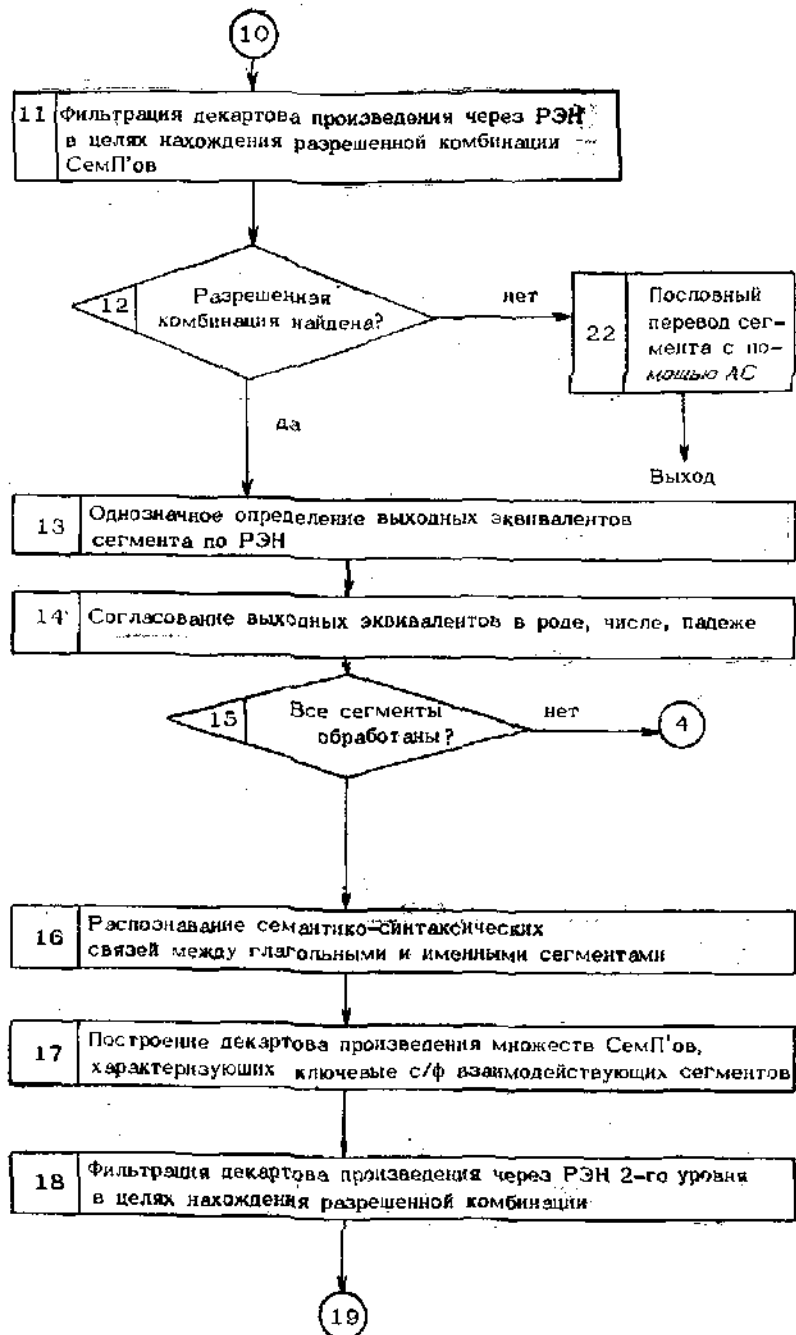 10
11 Фильтрация декартова произведения через РЭН
в целях нахождения разрешенной комбинации
СемП'ов
12 Разрешенная
комбинация найдена?
нет
22 Пословный
перевод сег-
мента с по-
мощью АС
да
Выход
13 Однозначное определение выходных эквивалентов
сегмента по РЭН
14 Согласование выходных эквивалентов в роде, числе, падеже
15 Все сегменты
обработаны?
нет
4
16 Распознавание семантико-синтаксических
связей между глагольными и именными сегментами
17 Построение декартова произведения множеств СемП'ов,
характеризующих ключевые с/ф взаимодействующих сегментов
18 Фильтрация декартова произведения через РЭН 2-го уровня
в целях нахождения разрешенной комбинации
19